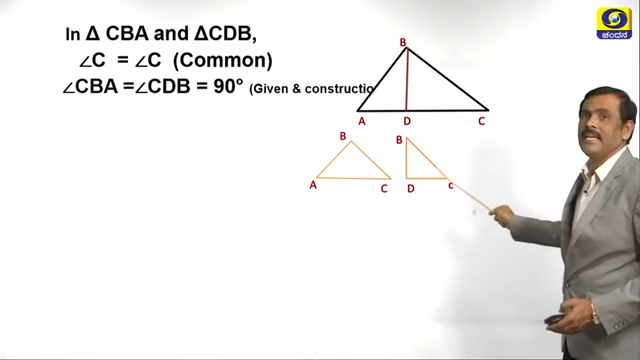 In Δ CBA and ΔCDB,
∠C = ∠C (Common)
∠CBA =∠CDB = 90° (Given & constructio
B
A
D
C
B
A
C
B
D
c
ಚಂದನ